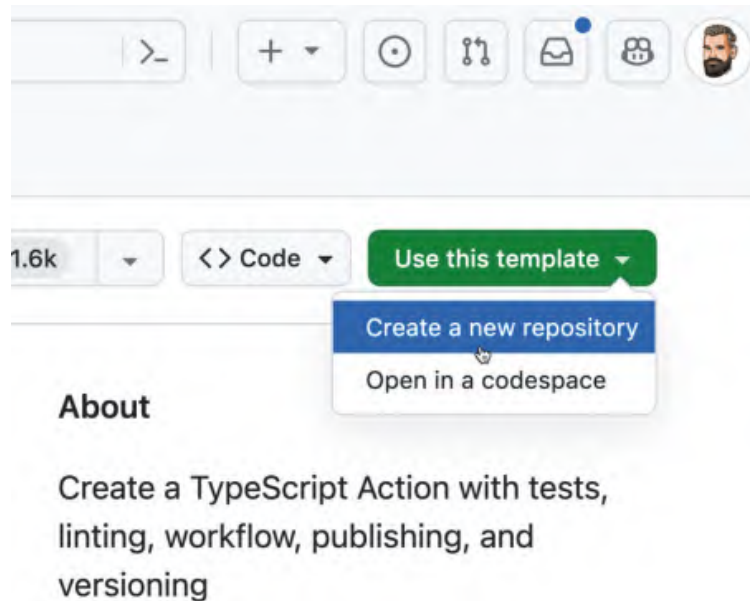 1.6k
Code
Use this template
Create a new repository
Open in a codespace
About
Create a TypeScript Action with tests,
linting, workflow, publishing, and
versioning